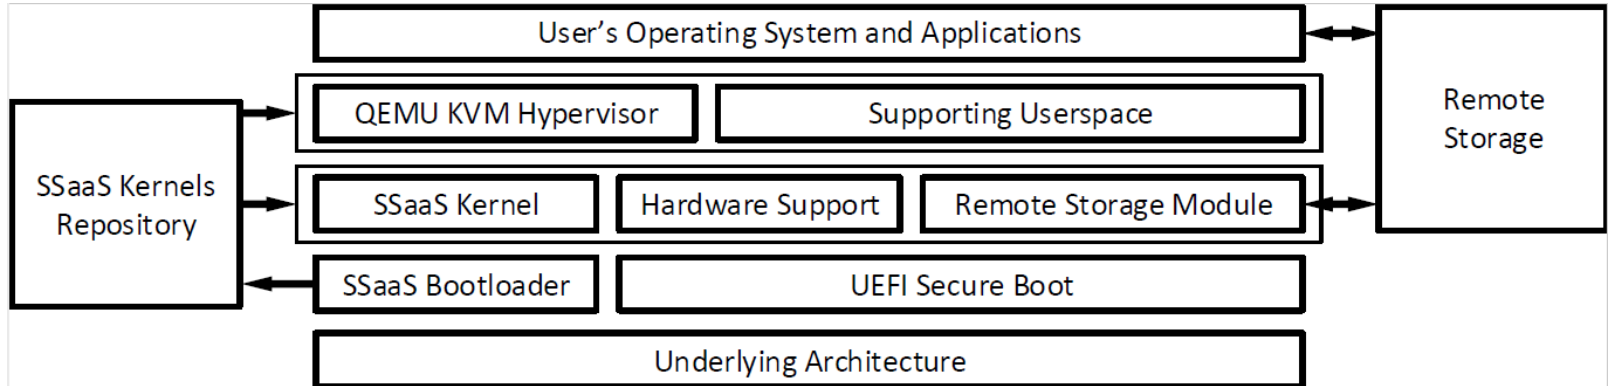 User's Operating System and Applications
QEMU KVM Hypervisor
Supporting Userspace
Remote
Storage
SSaaS Kernels
Repository
SSaaS Kernel
Hardware Support
Remote Storage Module
SSaaS Bootloader
UEFI Secure Boot
Underlying Architecture